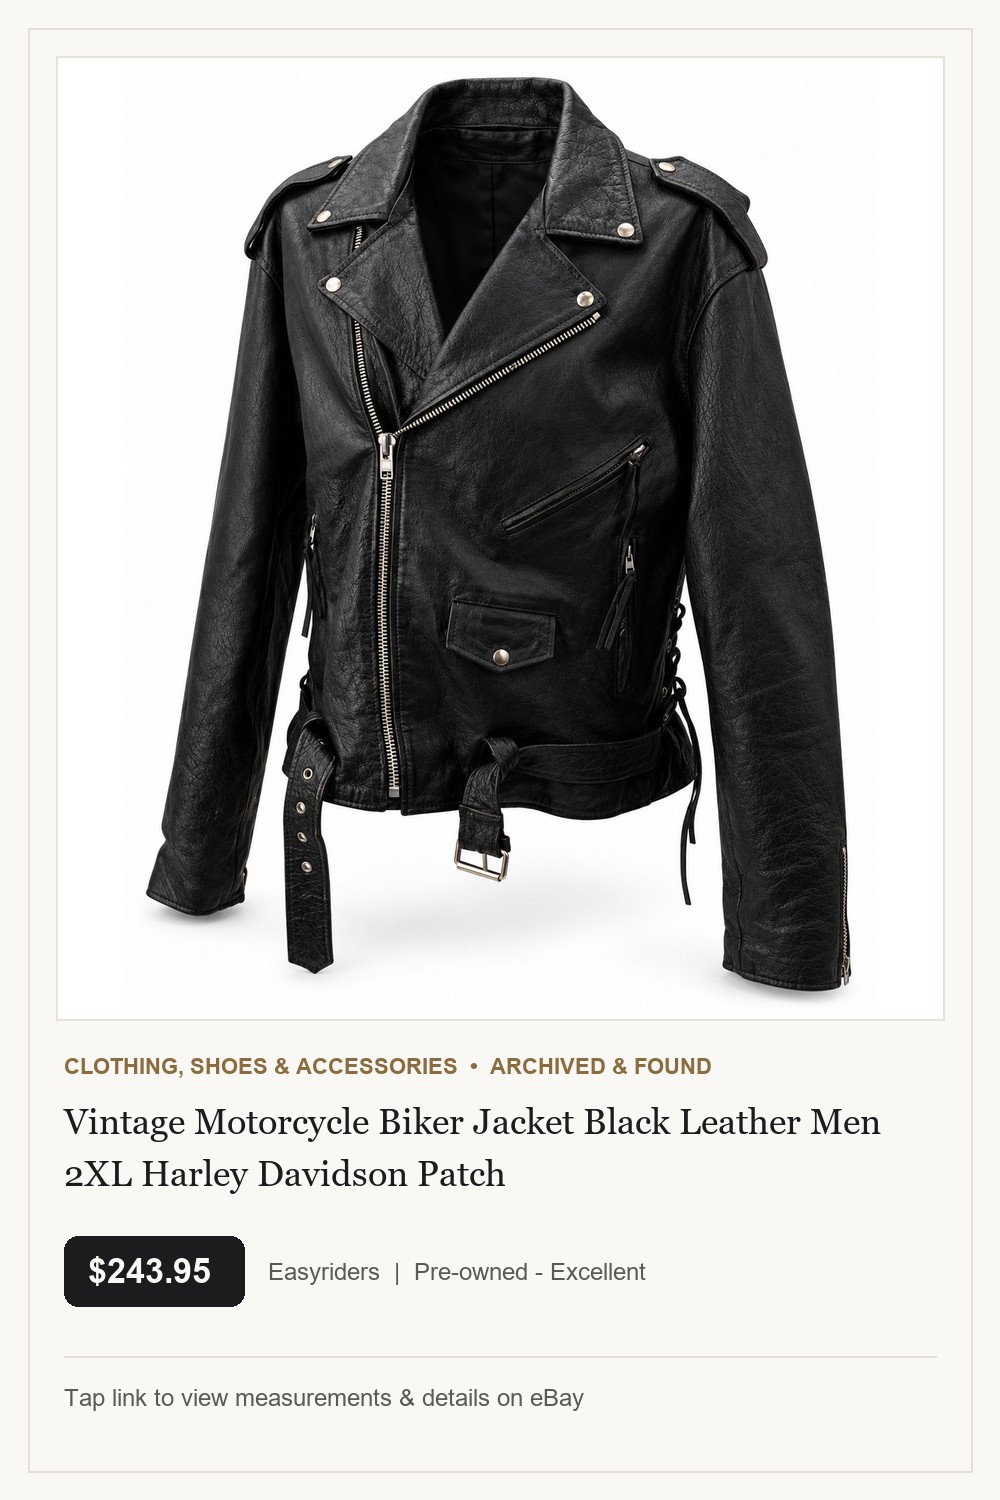 CLOTHING, SHOES & ACCESSORIES • ARCHIVED & FOUND
Vintage Motorcycle Biker Jacket Black Leather Men
2XL Harley Davidson Patch
$243.95
Easyriders | Pre-owned - Excellent
Tap link to view measurements & details on eBay